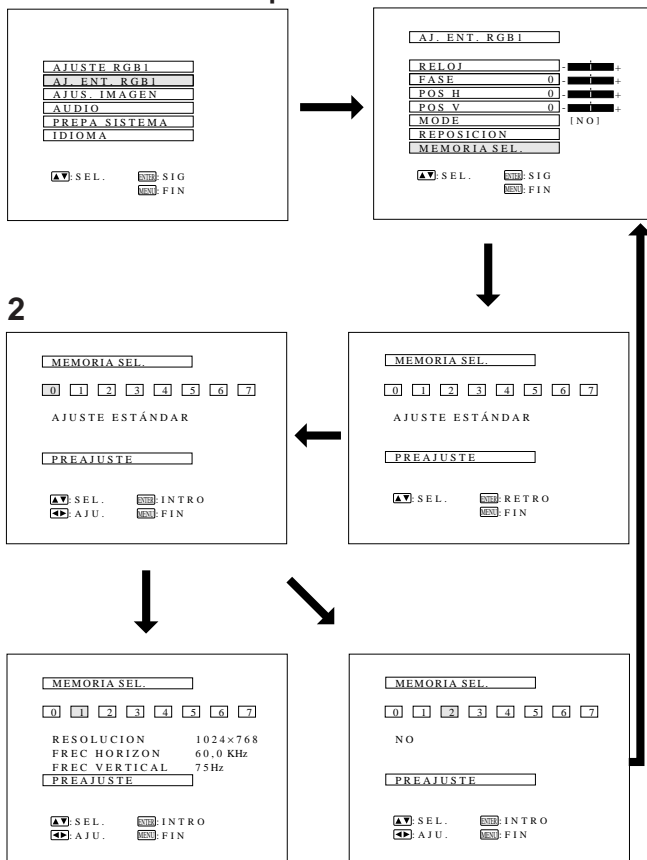 AJUSTE RGB1
AJ. ENT. RGB1
AJUS. IMAGEN
AUDIO
PREPA SISTEMA
IDIOMA
▲▼:SEL. ENTER:SIG
MENU:FIN
AJ. ENT. RGB1
RELOJ - +
FASE 0 - +
POS H 0 - +
POS V 0 - +
MODE [NO]
REPOSICION
MEMORIA SEL.
▲▼:SEL. ENTER:SIG
MENU:FIN
2
MEMORIA SEL.
0 1 2 3 4 5 6 7
AJUSTE ESTÁNDAR
PREAJUSTE
▲▼:SEL. ENTER:INTRO
◀▶:AJU. MENU:FIN
MEMORIA SEL.
0 1 2 3 4 5 6 7
AJUSTE ESTÁNDAR
PREAJUSTE
▲▼:SEL. ENTER:RETRO
MENU:FIN
MEMORIA SEL.
0 1 2 3 4 5 6 7
RESOLUCION 1024×768
FREC HORIZON 60,0 KHz
FREC VERTICAL 75Hz
PREAJUSTE
▲▼:SEL. ENTER:INTRO
◀▶:AJU. MENU:FIN
MEMORIA SEL.
0 1 2 3 4 5 6 7
NO
PREAJUSTE
▲▼:SEL. ENTER:INTRO
◀▶:AJU. MENU:FIN